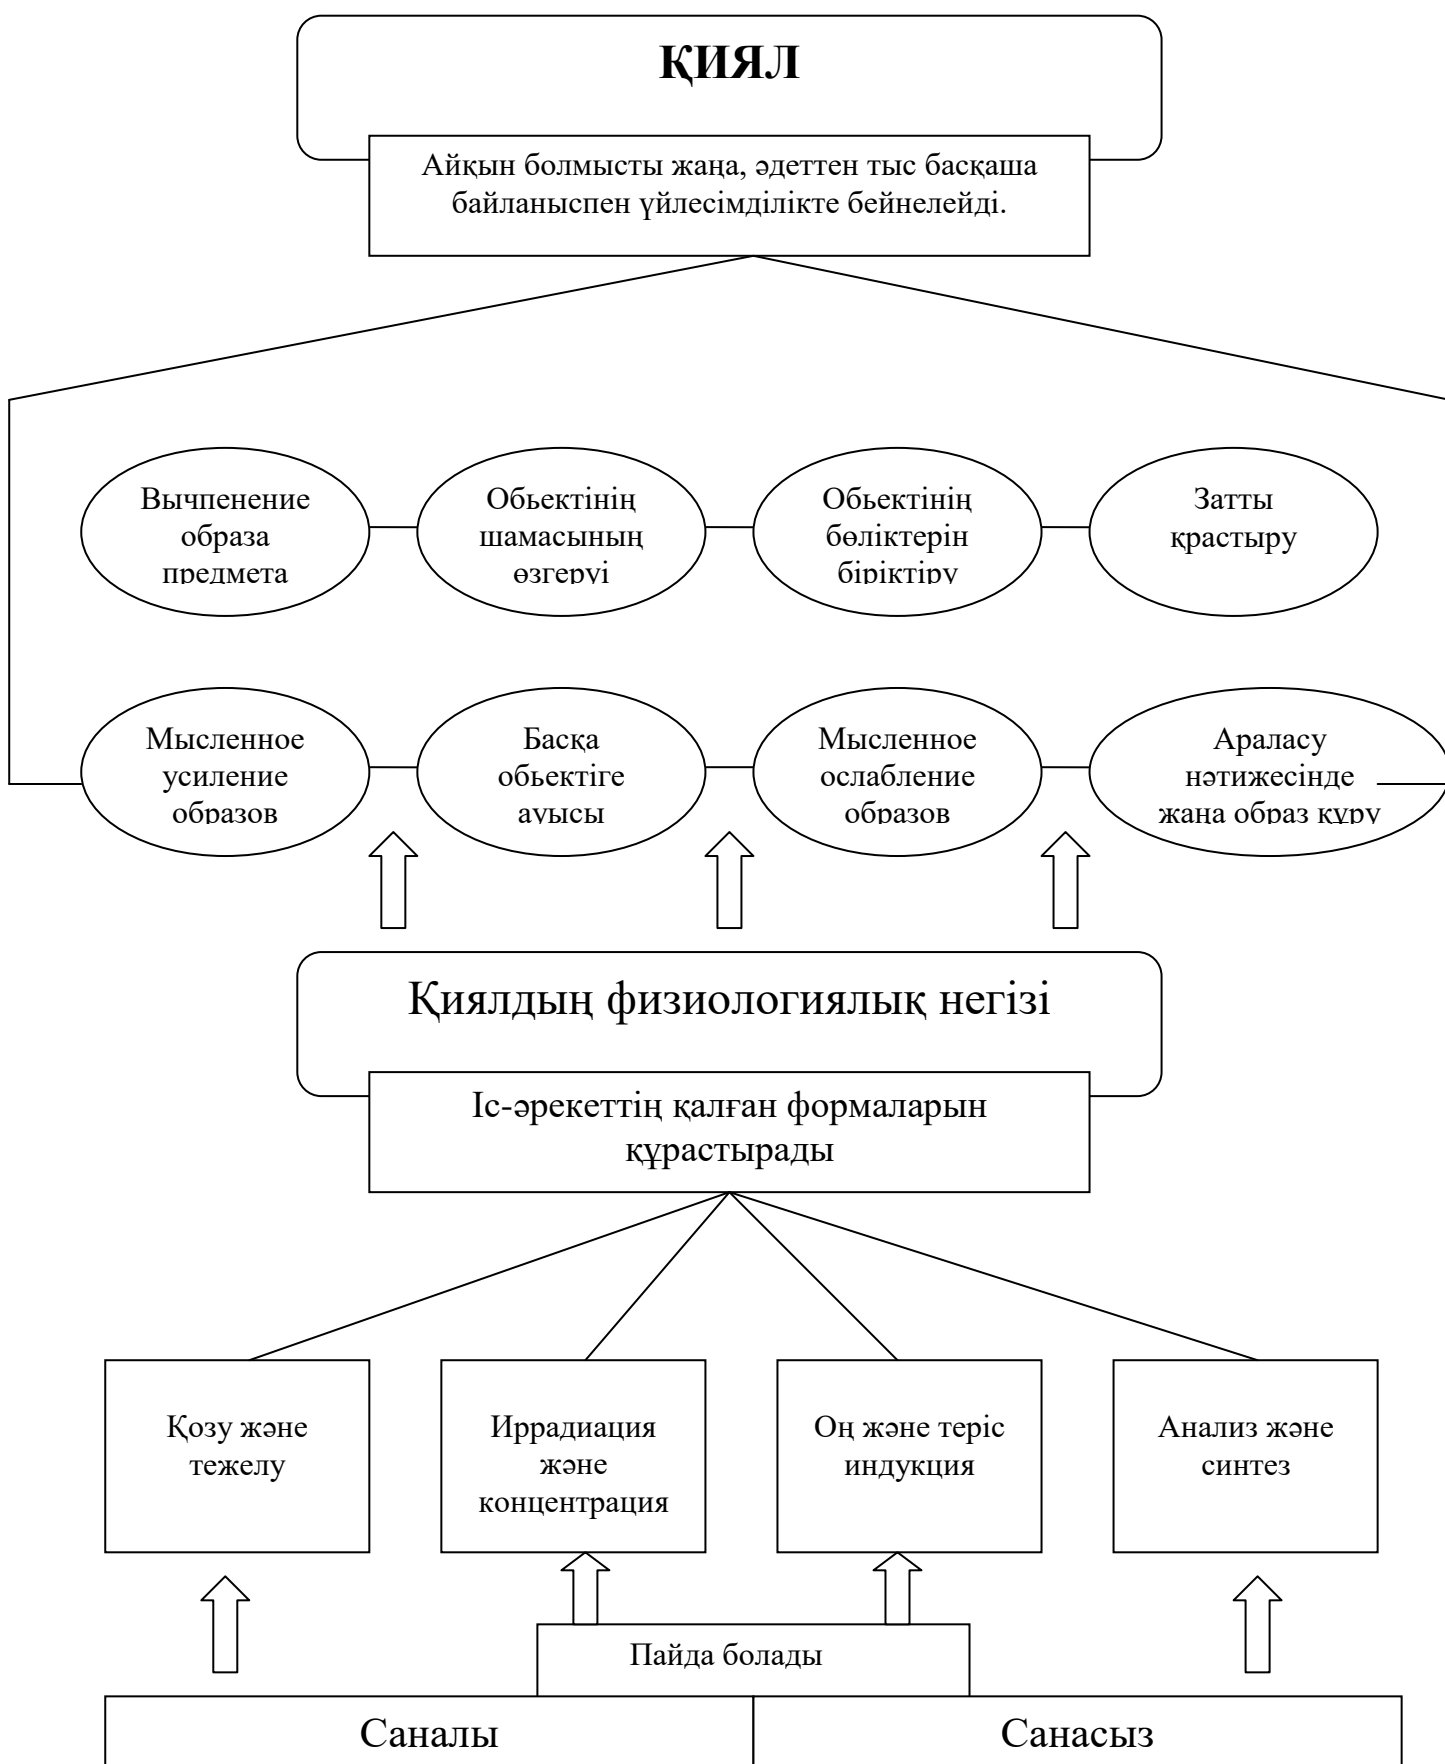 ҚИЯЛ
Айқын болмысты жаңа, әдеттен тыс басқаша
байланыспен үйлесімділікте бейнелейді.
Вычпенение
образа
предмета
Обьектінің
шамасының
өзгеруі
Обьектінің
бөліктерін
біріктіру
Затты
қрастыру
Мысленное
усиление
образов
Басқа
обьектіге
ауысы
Мысленное
ослабление
образов
Араласу
нәтижесінде
жаңа образ құру
Қиялдың физиологиялық негізі
Іс-әрекеттің қалған формаларын
құрастырады
Қозу және
тежелу
Иррадиация
және
концентрация
Оң және теріс
индукция
Анализ және
синтез
Пайда болады
Саналы
Санасыз